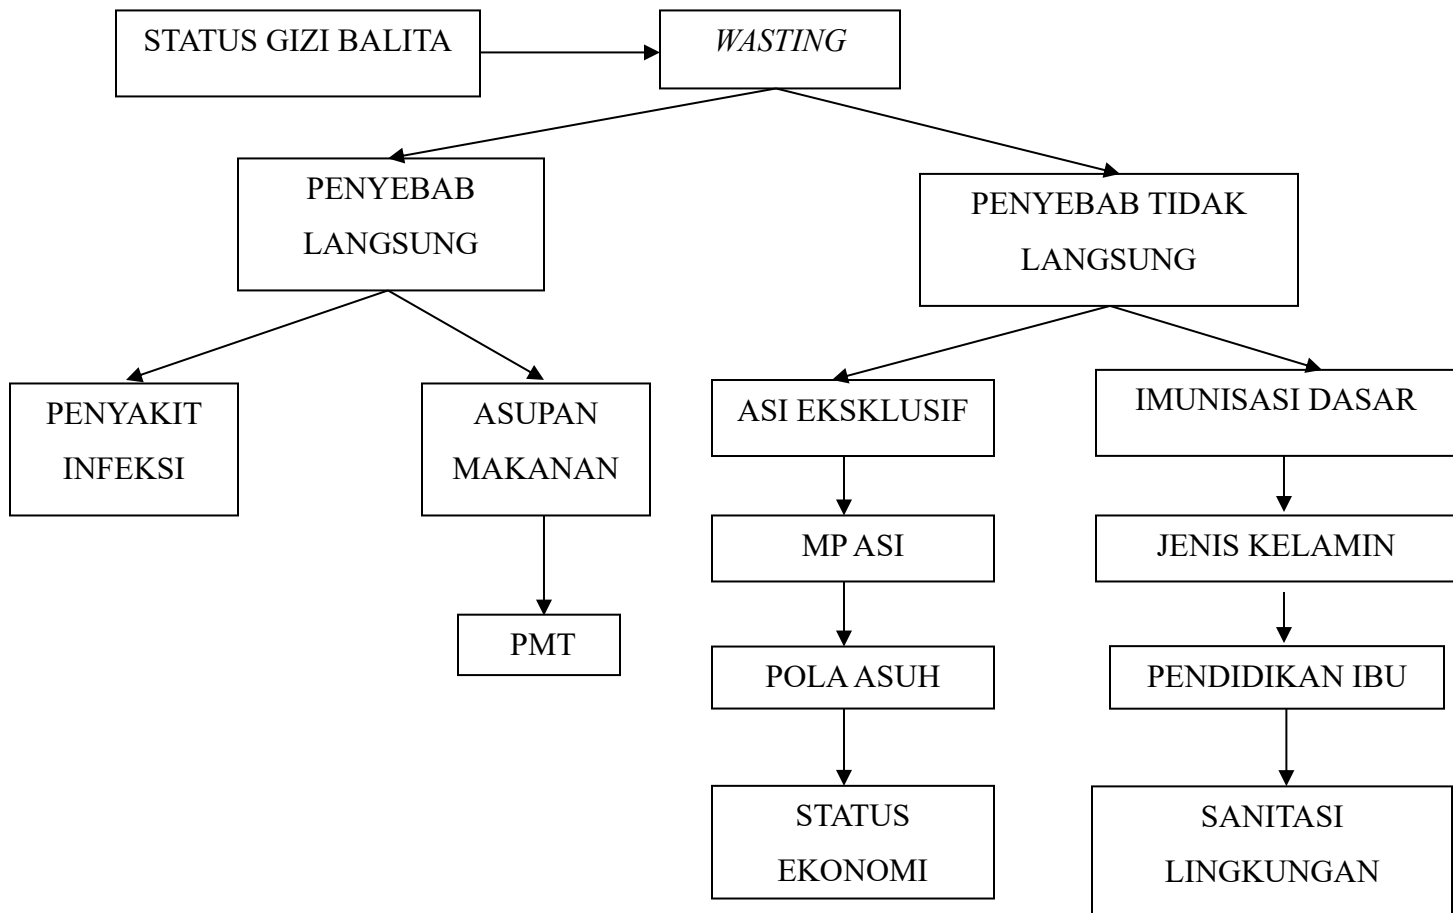 STATUS GIZI BALITA
WASTING
PENYEBAB
LANGSUNG
PENYEBAB TIDAK
LANGSUNG
PENYAKIT
INFEKSI
ASUPAN
MAKANAN
ASI EKSKLUSIF
IMUNISASI DASAR
MP ASI
JENIS KELAMIN
PMT
POLA ASUH
PENDIDIKAN IBU
STATUS
EKONOMI
SANITASI
LINGKUNGAN